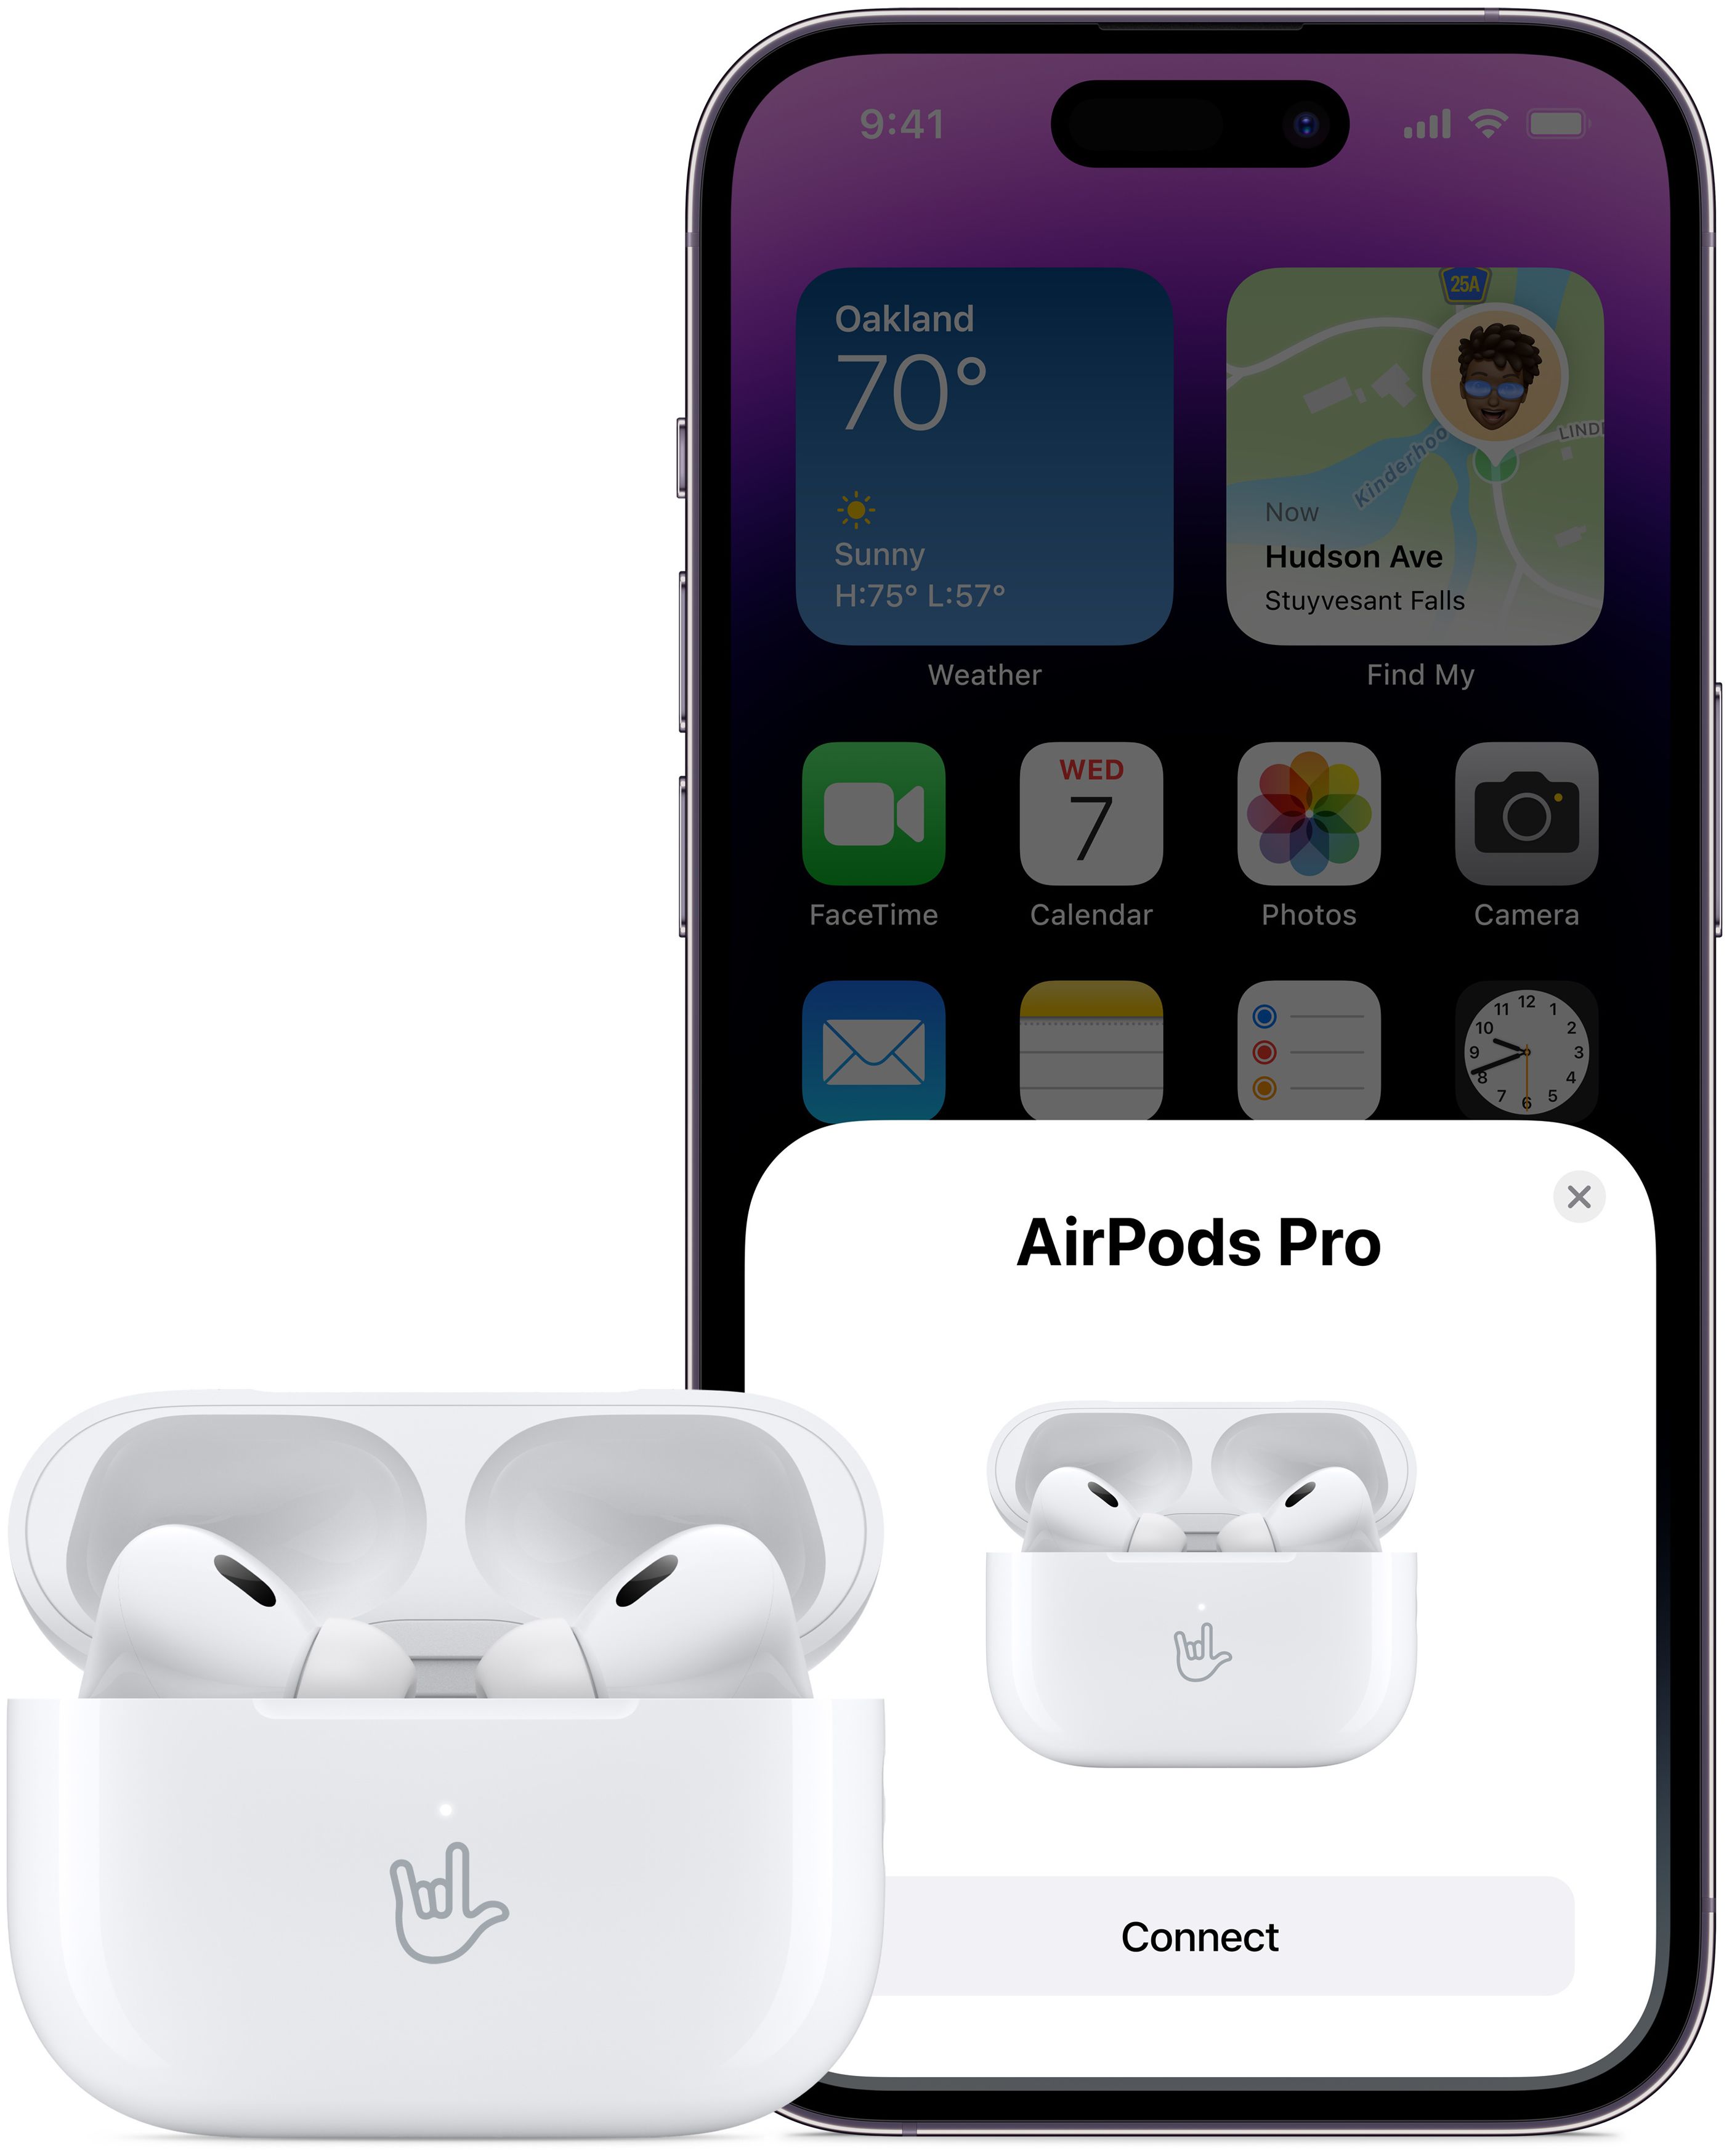 9:41
Oakland
70°
Sunny
H:75° L:57°
Weather
25A
Kinderhoo
LIND
Now
Hudson Ave
Stuyvesant Falls
Find My
WED
7
FaceTime
Calendar
Photos
Camera
12
1
2
3
4
5
6
7
8
9
10
11
AirPods Pro
Connect